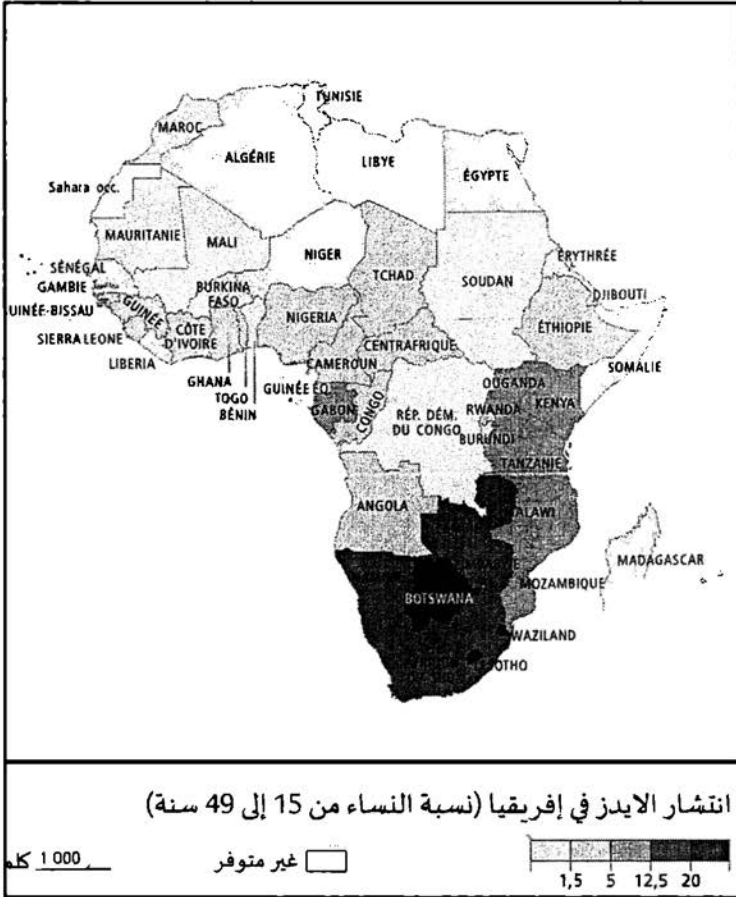 TUNISIE
MAROC
ALGÉRIE
LIBYE
ÉGYPTE
Sahara occ.
MAURITANIE
MALI
NIGER
TCHAD
SOUDAN
ÉRYTHRÉE
SÉNÉGAL
GAMBIE
BURKINA
FASO
DJIBOUTI
UINÉE-BISSAU
GUINÉE
NIGERIA
ÉTHIOPIE
SIERRA LEONE
CÔTE
D'IVOIRE
CENTRAFRIQUE
LIBERIA
CAMEROUN
SOMALIE
GHANA
TOGO
BÉNIN
GUINÉE EQ.
GABON
CONGO
RÉP. DÉM.
DU CONGO
OUGANDA
RWANDA
KENYA
BURUNDI
TANZANIE
ANGOLA
ALAWI
MADAGASCAR
MOZAMBIQUE
BOTSWANA
WAZILAND
SOTHO
انتشار الايدز في إفريقيا (نسبة النساء من 15 إلى 49 سنة)
1 000 كلم
غير متوفر
1,5 5 12,5 20